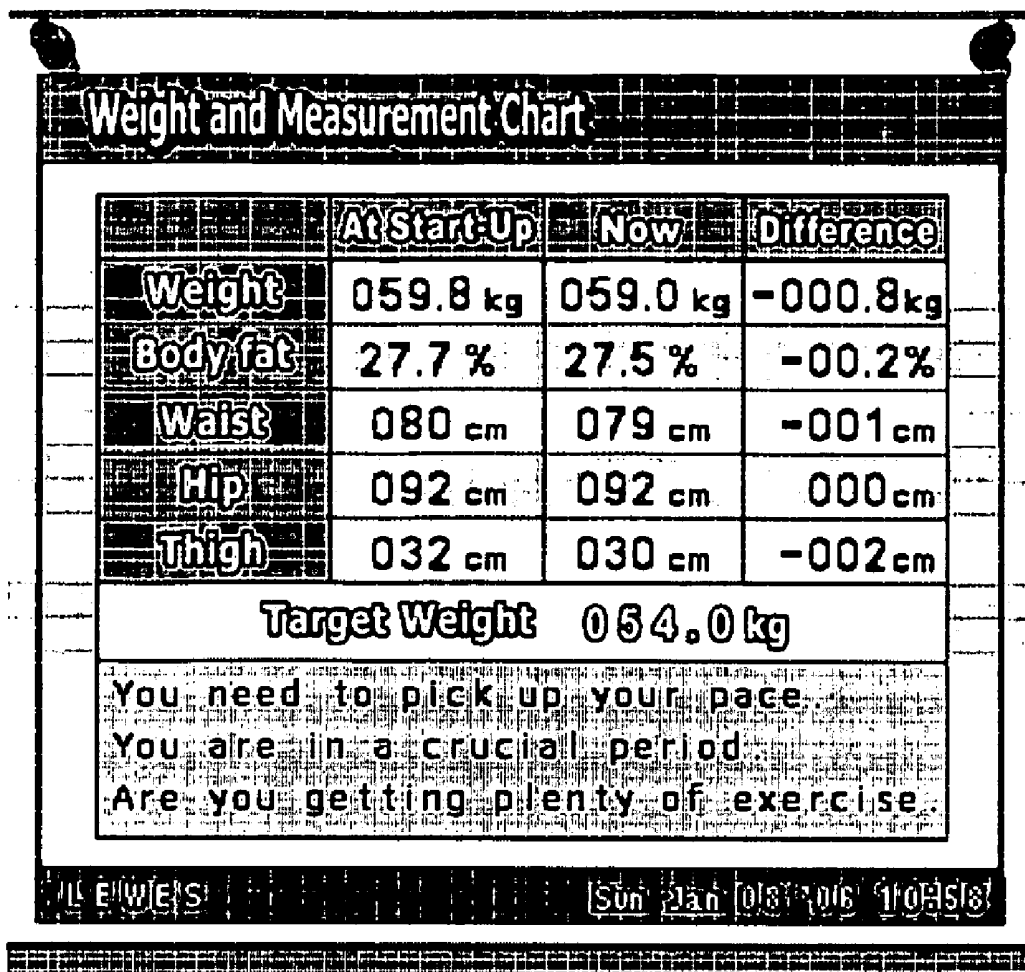 Weight and Measurement Chart
At Start-Up Now Difference
Weight 059.8 kg 059.0 kg -000.8kg
Body fat 27.7 % 27.5 % -00.2%
Waist 080 cm 079 cm -001cm
Hip 092 cm 092 cm 000cm
Thigh 032 cm 030 cm -002cm
Target Weight 054.0 kg
You need to pick up your pace.
You are in a crucial period.
Are you getting plenty of exercise.
LEWES Sun Jan 08 '06 10:58